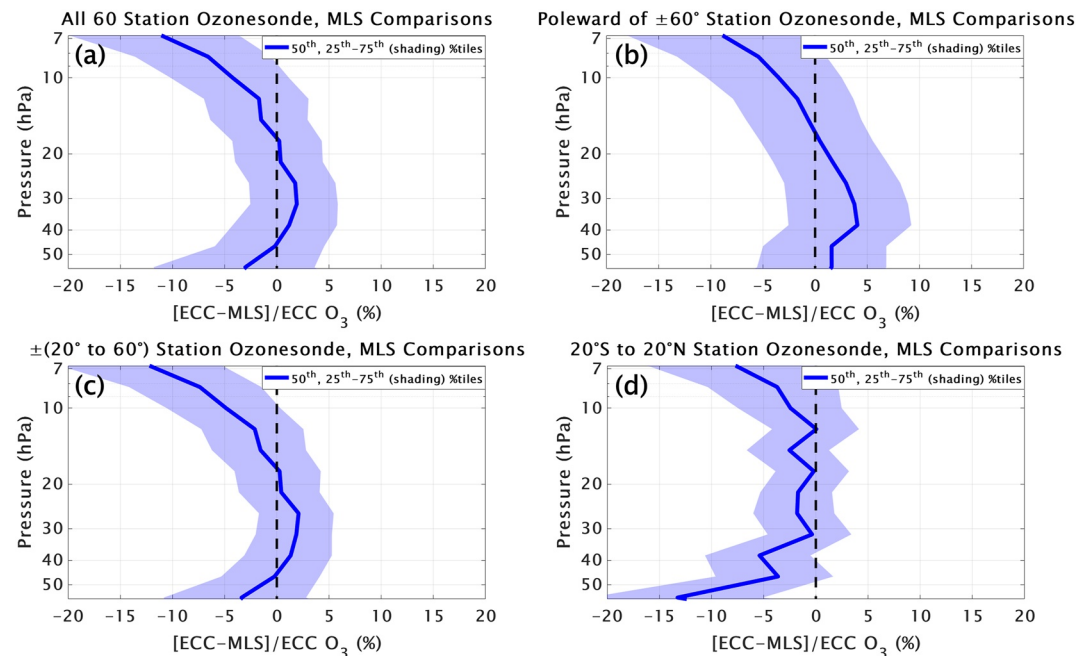 All 60 Station Ozonesonde, MLS Comparisons
(a)
50th, 25th-75th (shading) %tiles
Pressure (hPa)
7
10
20
30
40
50
-20 -15 -10 -5 0 5 10 15 20
[ECC-MLS]/ECC O3 (%)
Poleward of ±60° Station Ozonesonde, MLS Comparisons
(b)
50th, 25th-75th (shading) %tiles
Pressure (hPa)
7
10
20
30
40
50
-20 -15 -10 -5 0 5 10 15 20
[ECC-MLS]/ECC O3 (%)
±(20° to 60°) Station Ozonesonde, MLS Comparisons
(c)
50th, 25th-75th (shading) %tiles
Pressure (hPa)
7
10
20
30
40
50
-20 -15 -10 -5 0 5 10 15 20
[ECC-MLS]/ECC O3 (%)
20°S to 20°N Station Ozonesonde, MLS Comparisons
(d)
50th, 25th-75th (shading) %tiles
Pressure (hPa)
7
10
20
30
40
50
-20 -15 -10 -5 0 5 10 15 20
[ECC-MLS]/ECC O3 (%)